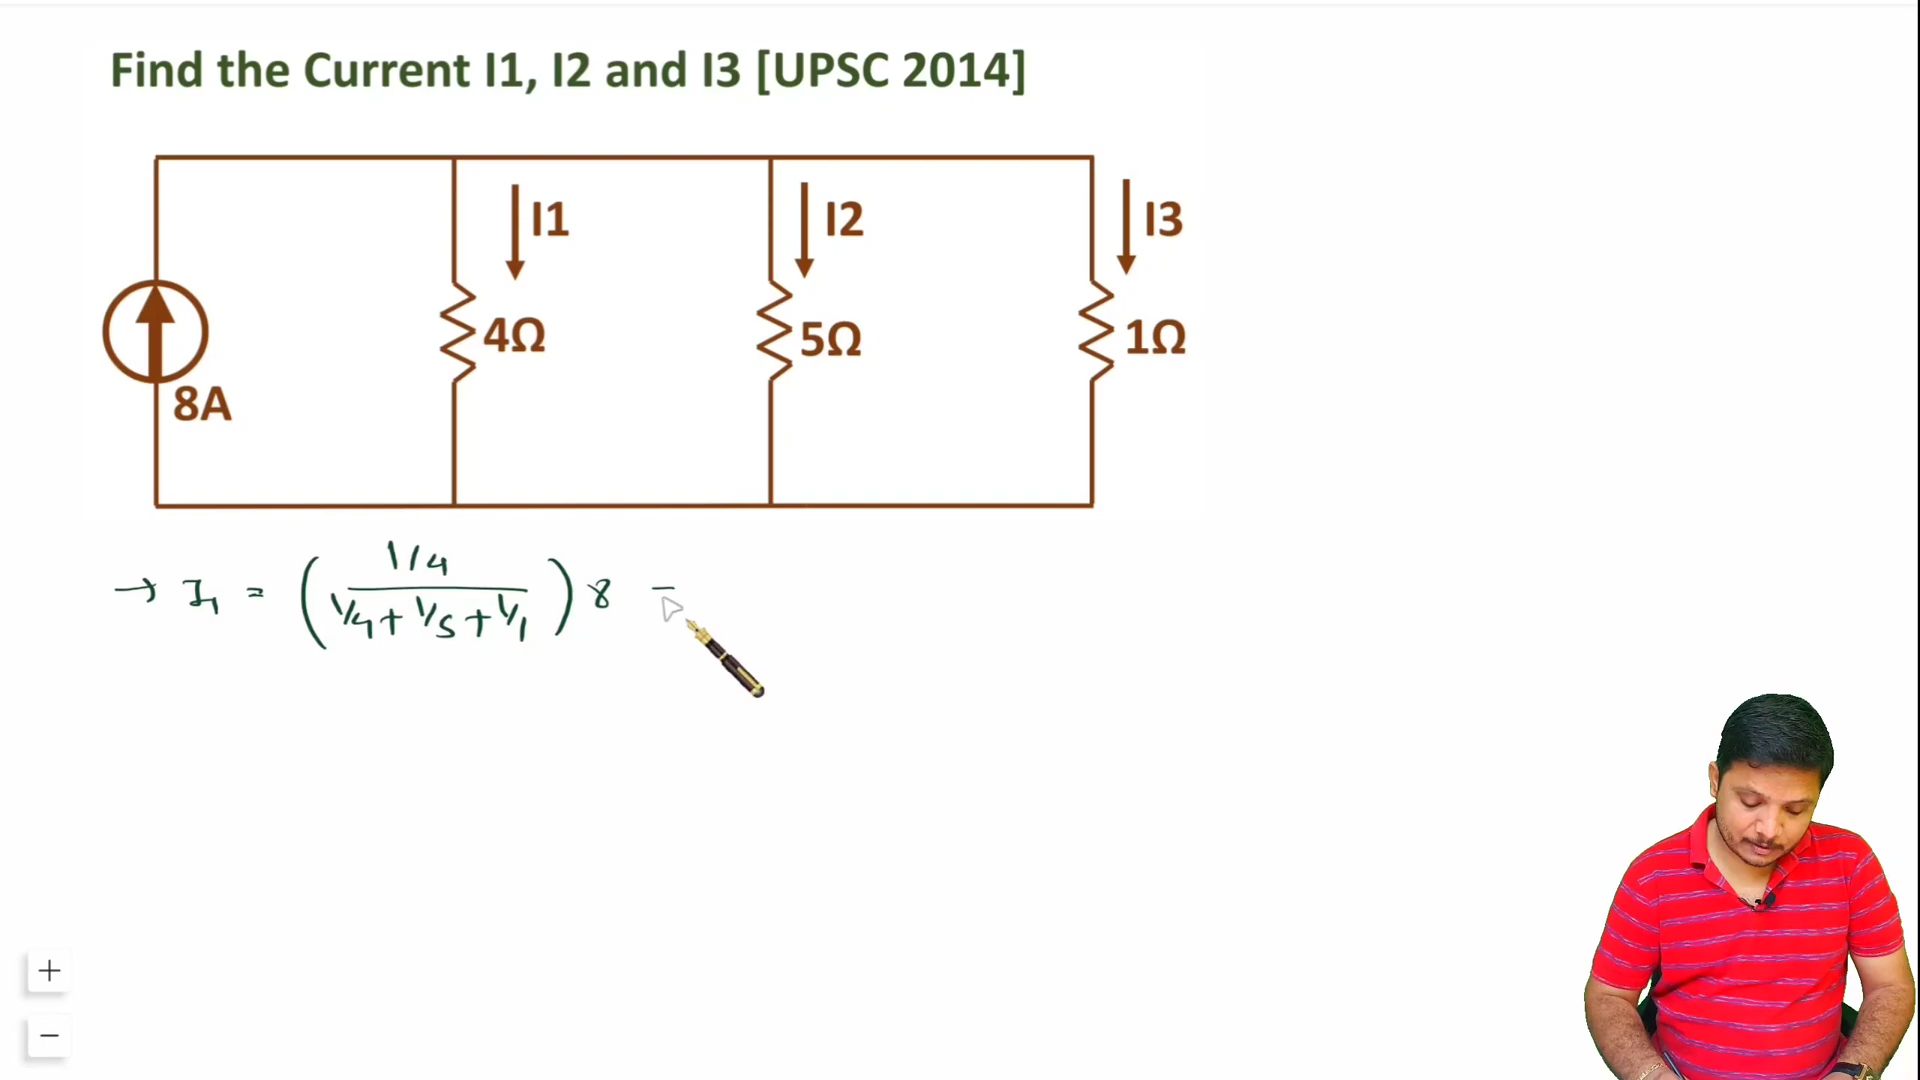 Find the Current I1, I2 and I3 [UPSC 2014]
I1
I2
I3
4Ω
5Ω
1Ω
8A
→ I₁ = ( 1/4 / 1/4 + 1/5 + 1/1 ) 8 =
+
−